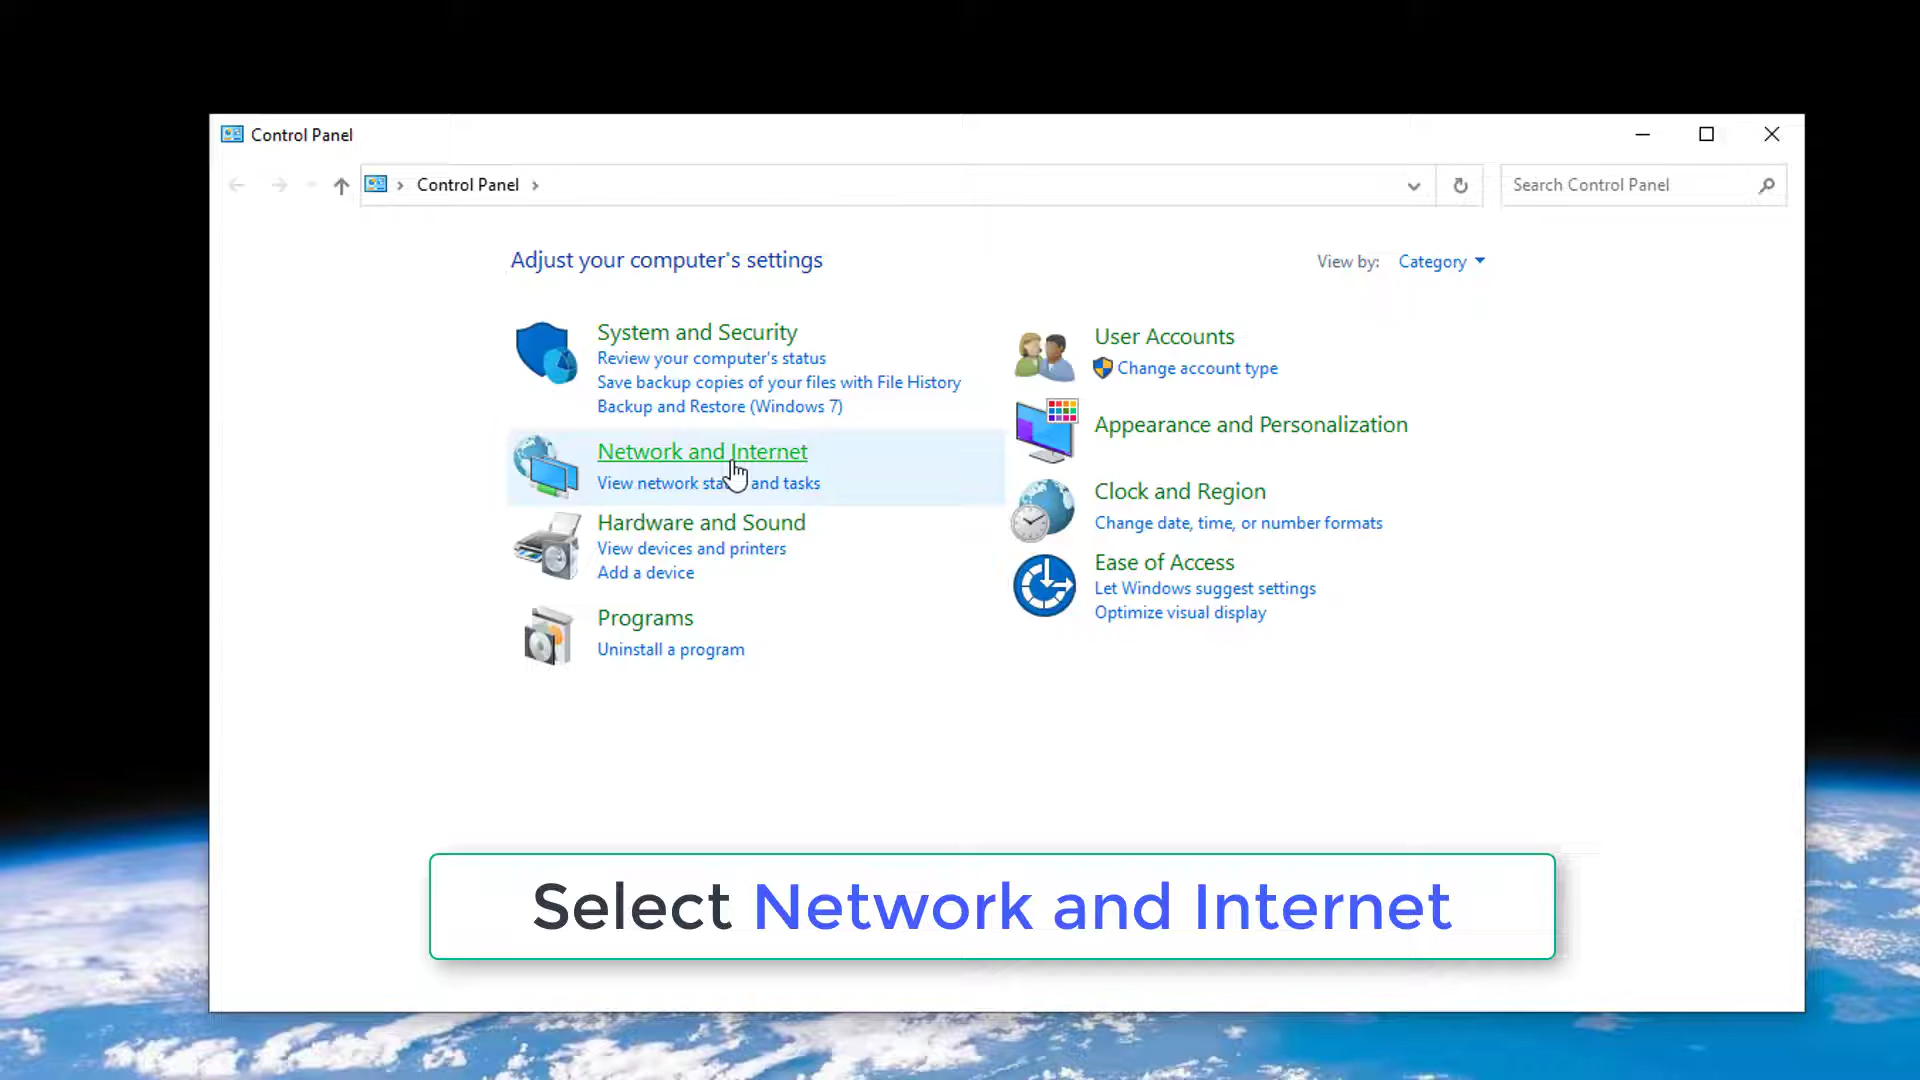 Control Panel
Control Panel
Search Control Panel
Adjust your computer's settings
View by: Category
System and Security
Review your computer's status
Save backup copies of your files with File History
Backup and Restore (Windows 7)
Network and Internet
View network sta and tasks
Hardware and Sound
View devices and printers
Add a device
Programs
Uninstall a program
User Accounts
Change account type
Appearance and Personalization
Clock and Region
Change date, time, or number formats
Ease of Access
Let Windows suggest settings
Optimize visual display
Select Network and Internet